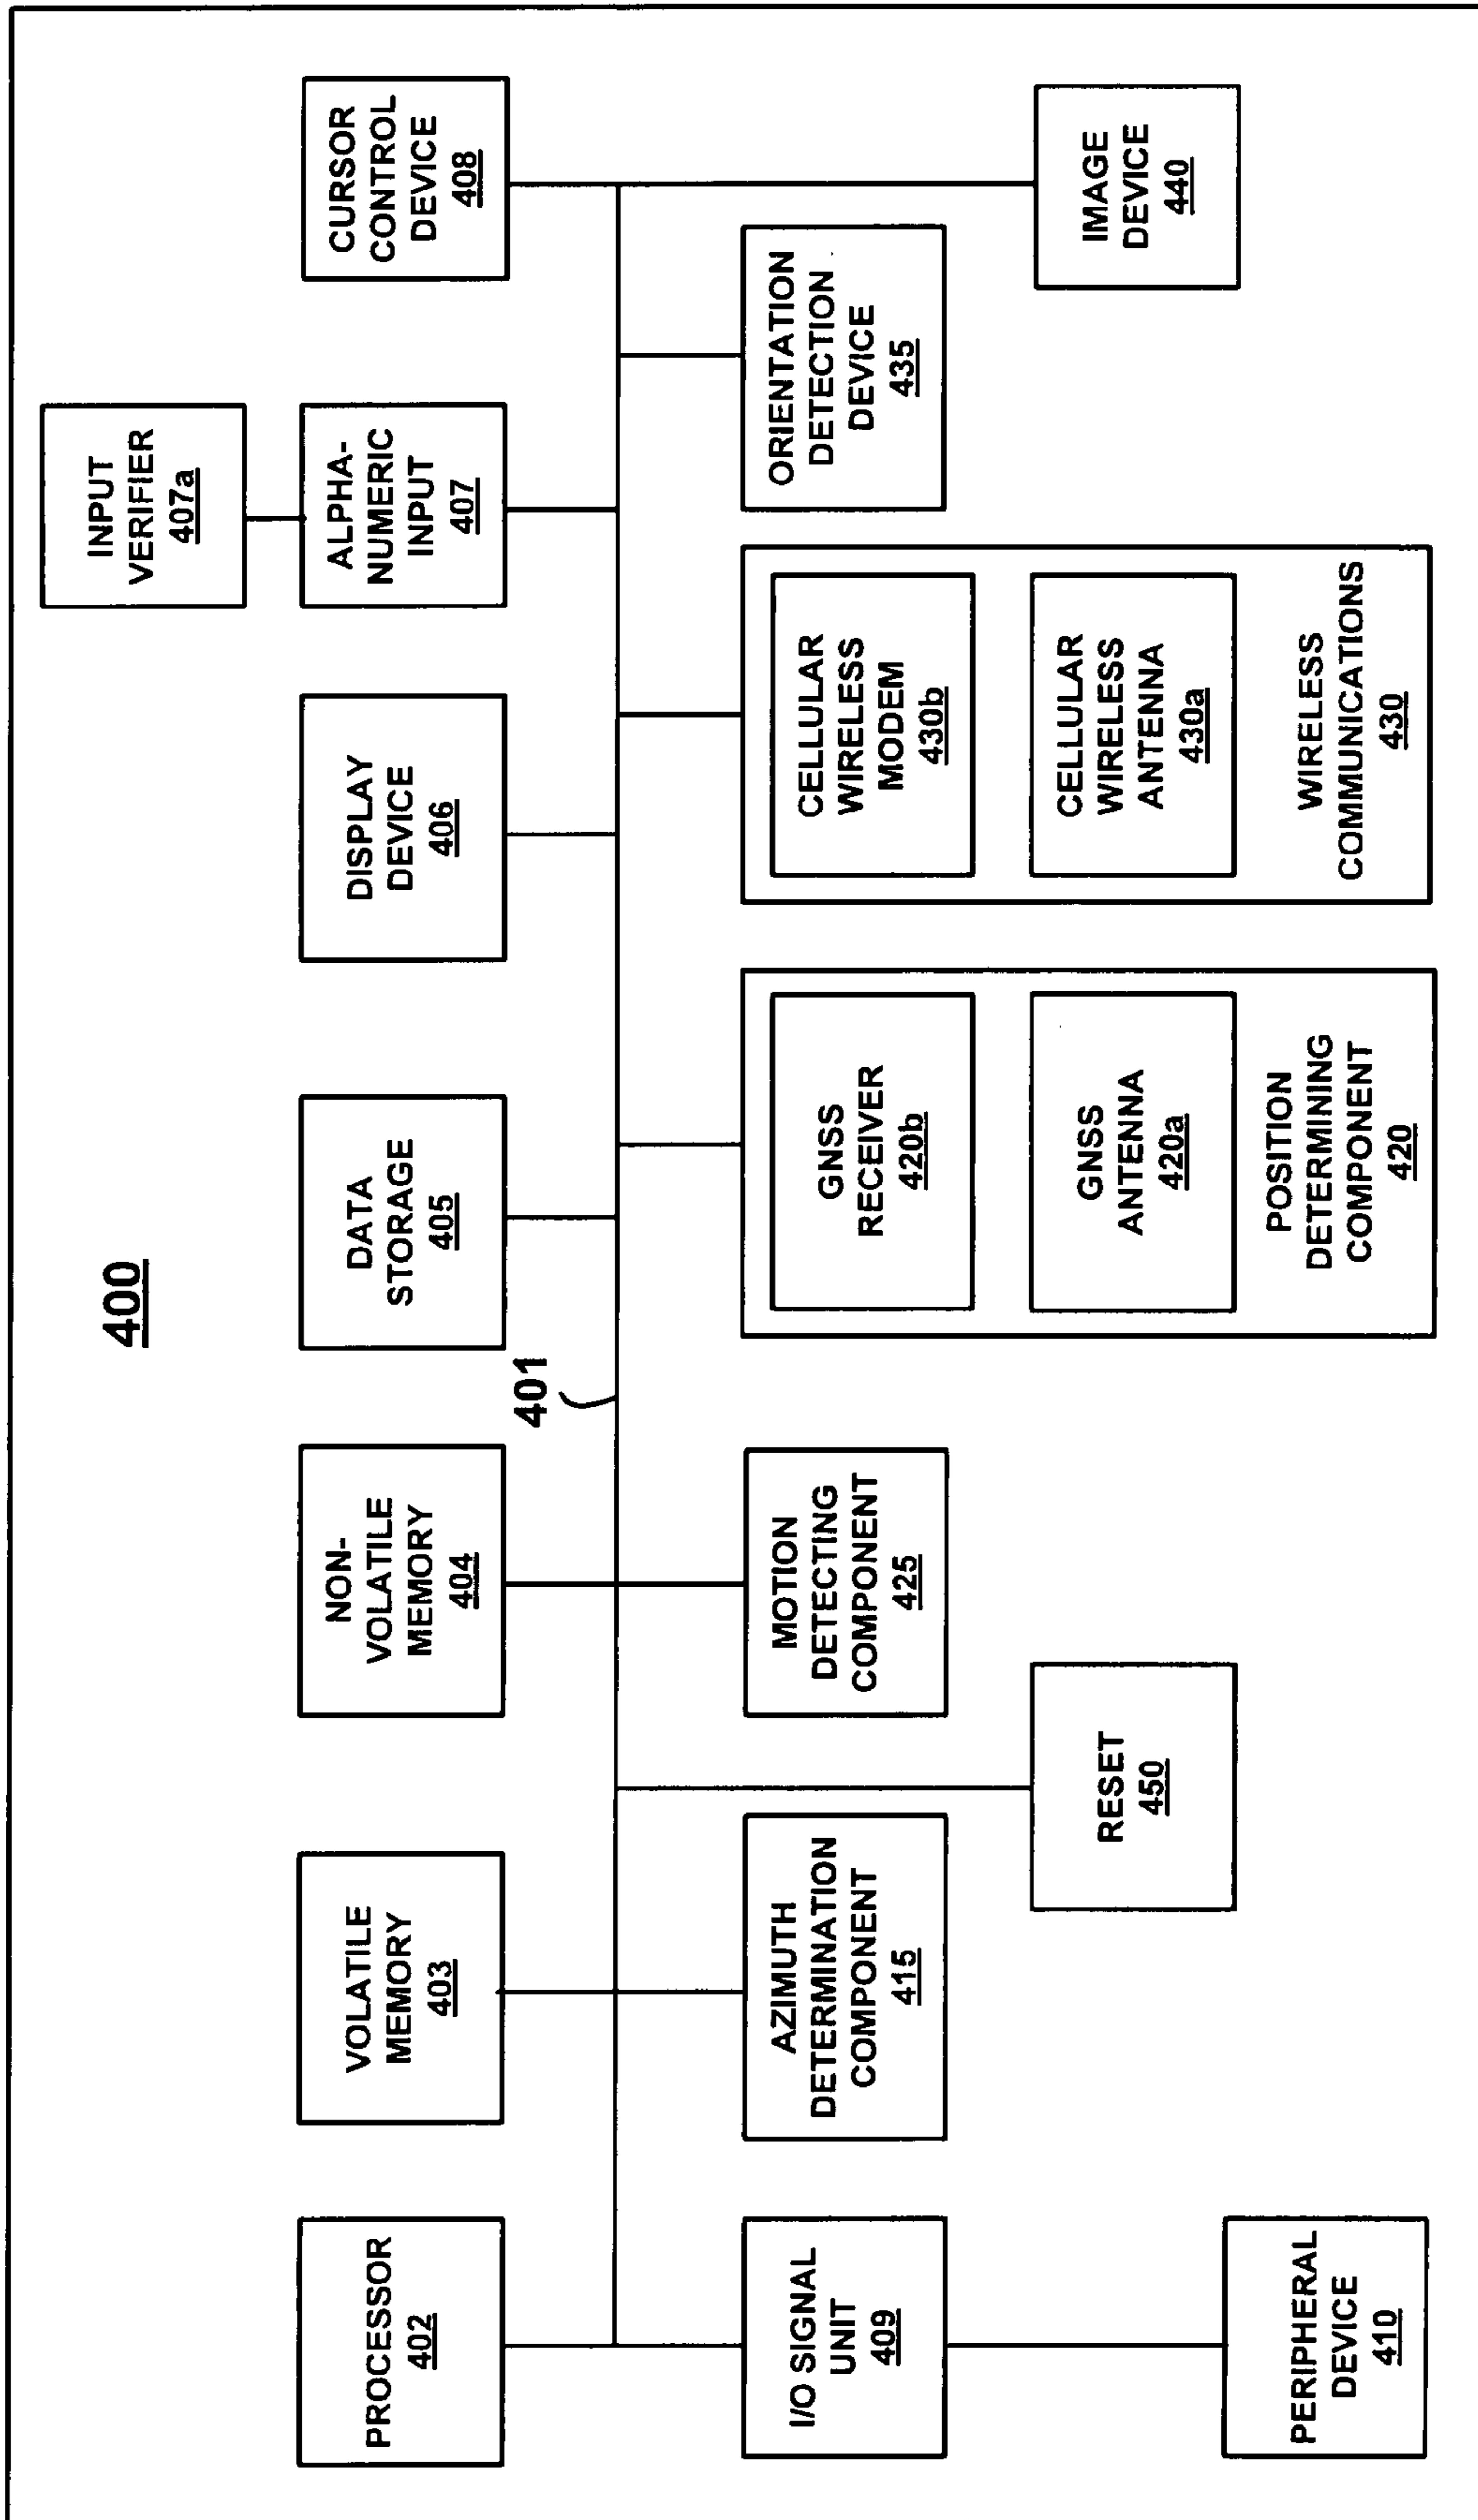 400
INPUT
VERIFIER
407a
PROCESSOR
402
VOLATILE
MEMORY
403
NON-
VOLATILE
MEMORY
404
DATA
STORAGE
405
DISPLAY
DEVICE
406
ALPHA-
NUMERIC
INPUT
407
CURSOR
CONTROL
DEVICE
408
401
I/O SIGNAL
UNIT
409
AZIMUTH
DETERMINATION
COMPONENT
415
MOTION
DETECTING
COMPONENT
425
GNSS
RECEIVER
420b
GNSS
ANTENNA
420a
POSITION
DETERMINING
COMPONENT
420
CELLULAR
WIRELESS
MODEM
430b
CELLULAR
WIRELESS
ANTENNA
430a
WIRELESS
COMMUNICATIONS
430
ORIENTATION
DETECTION
DEVICE
435
PERIPHERAL
DEVICE
410
RESET
450
IMAGE
DEVICE
440